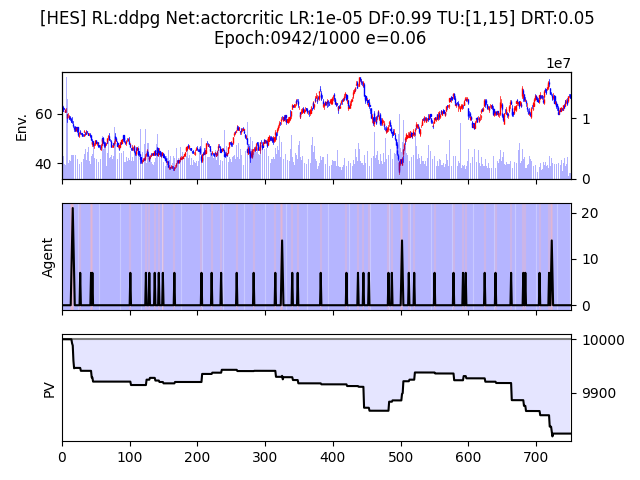 [HES] RL:ddpg Net:actorcritic LR:1e-05 DF:0.99 TU:[1,15] DRT:0.05
Epoch:0942/1000 e=0.06
1e7
Env.
60
40
1
0
Agent
20
10
0
PV
10000
9900
0 100 200 300 400 500 600 700